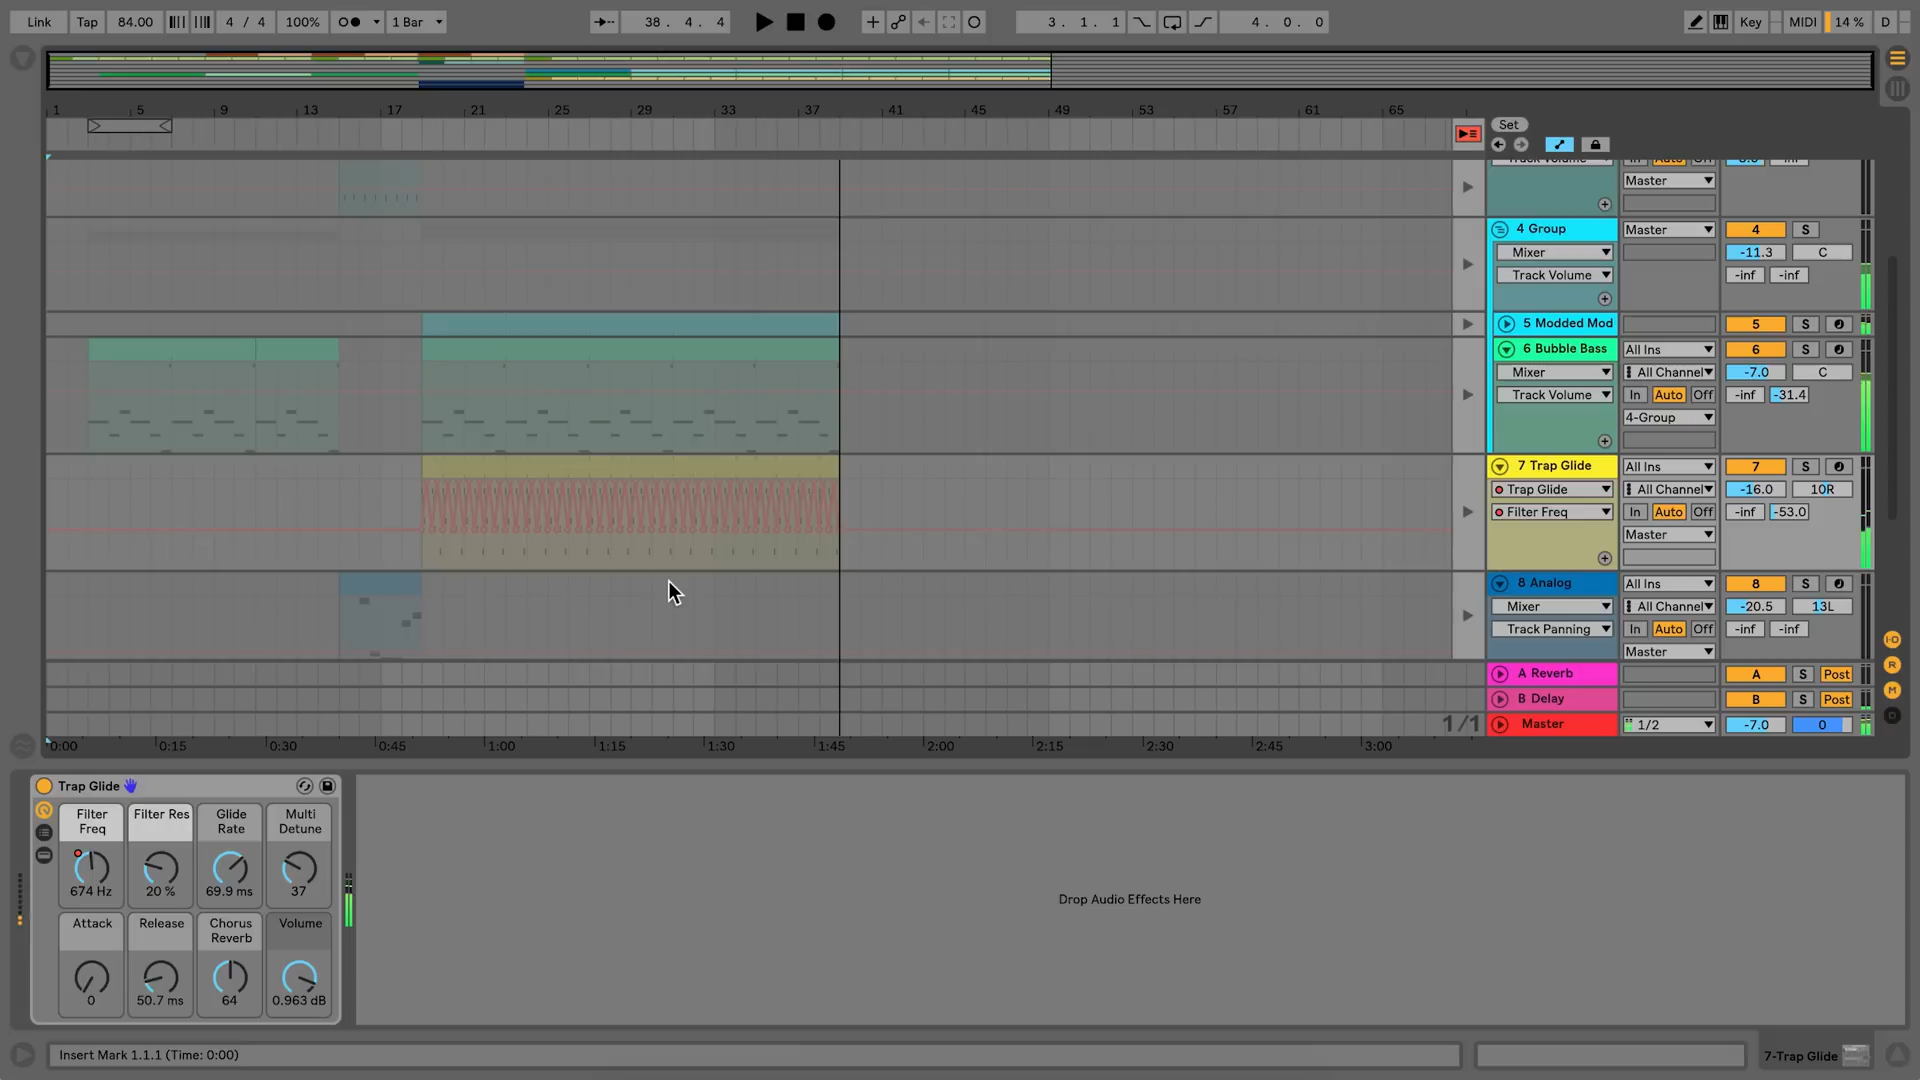 Link Tap 84.00 4 / 4 100% 1 Bar 38. 4. 4 3. 1. 1 4. 0. 0 Key MIDI 14 % D
1 5 9 13 17 21 25 29 33 37 41 45 49 53 57 61 65
Set
Track Volume In Auto Off
Master
4 Group Master 4 S
Mixer -11.3 C
Track Volume -inf -inf
5 Modded Mod 5 S
6 Bubble Bass All Ins 6 S
Mixer All Channel -7.0 C
Track Volume In Auto Off -inf -31.4
4-Group
7 Trap Glide All Ins 7 S
Trap Glide All Channel -16.0 10R
Filter Freq In Auto Off -inf -53.0
Master
8 Analog All Ins 8 S
Mixer All Channel -20.5 13L
Track Panning In Auto Off -inf -inf
Master
A Reverb A S Post
B Delay B S Post
1/1 Master 1/2 -7.0 0
0:00 0:15 0:30 0:45 1:00 1:15 1:30 1:45 2:00 2:15 2:30 2:45 3:00
I·O
R
M
D
Trap Glide
Filter Freq Filter Res Glide Rate Multi Detune
674 Hz 20 % 69.9 ms 37
Attack Release Chorus Reverb Volume
0 50.7 ms 64 0.963 dB
Drop Audio Effects Here
Insert Mark 1.1.1 (Time: 0:00) 7-Trap Glide